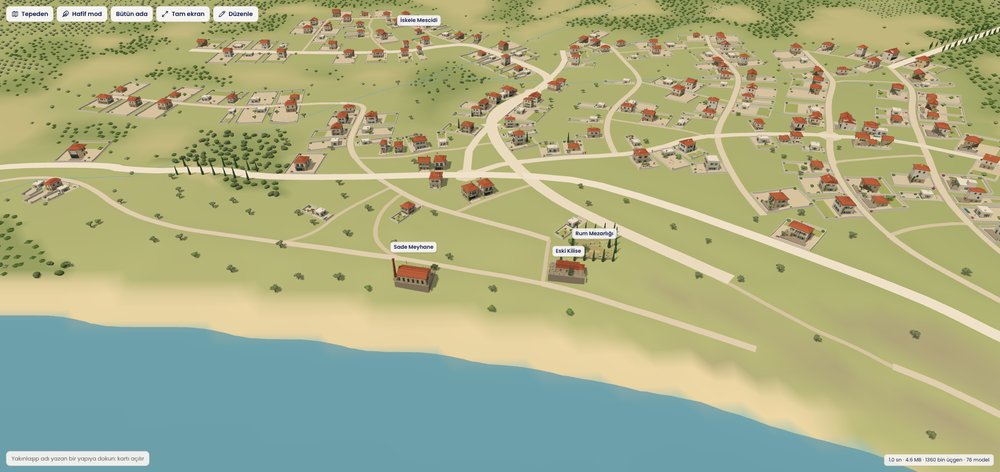 Tepeden
Hafif mod
Bütün ada
Tam ekran
Düzenle
İskele Mescidi
Rum Mezarlığı
Sade Meyhane
Eski Kilise
Yakınlaşıp adı yazan bir yapıya dokun: kartı açılır
1.0 sn · 4.6 MB · 1360 bin üçgen · 76 model